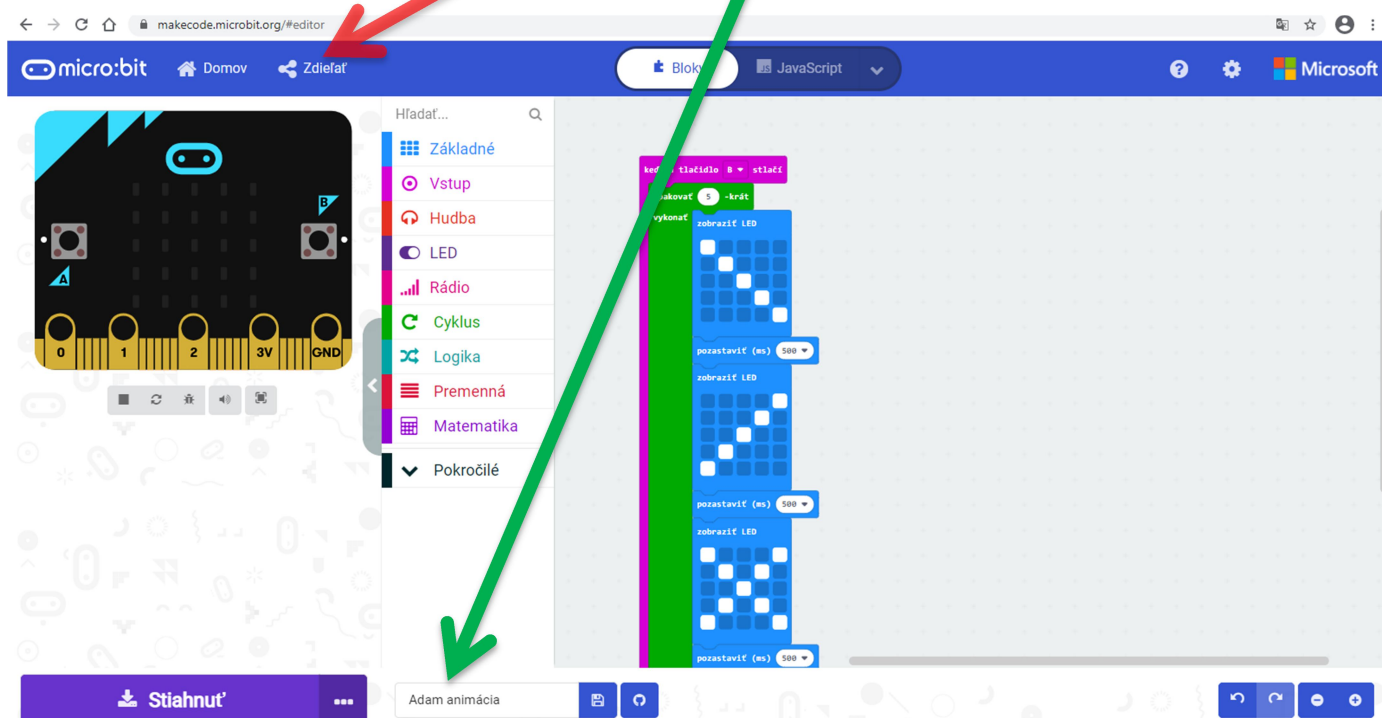 makecode.microbit.org/#editor
micro:bit Domov Zdieľať Bloky JavaScript Microsoft
Hľadať...
Základné
Vstup
Hudba
LED
Rádio
Cyklus
Logika
Premenná
Matematika
Pokročilé
B
A
0 1 2 3V GND
tlačidlo B stlačí
5 -krát
vykonať
zobraziť LED
pozastaviť (ms) 500
zobraziť LED
pozastaviť (ms) 500
zobraziť LED
pozastaviť (ms) 500
Stiahnuť
Adam animácia